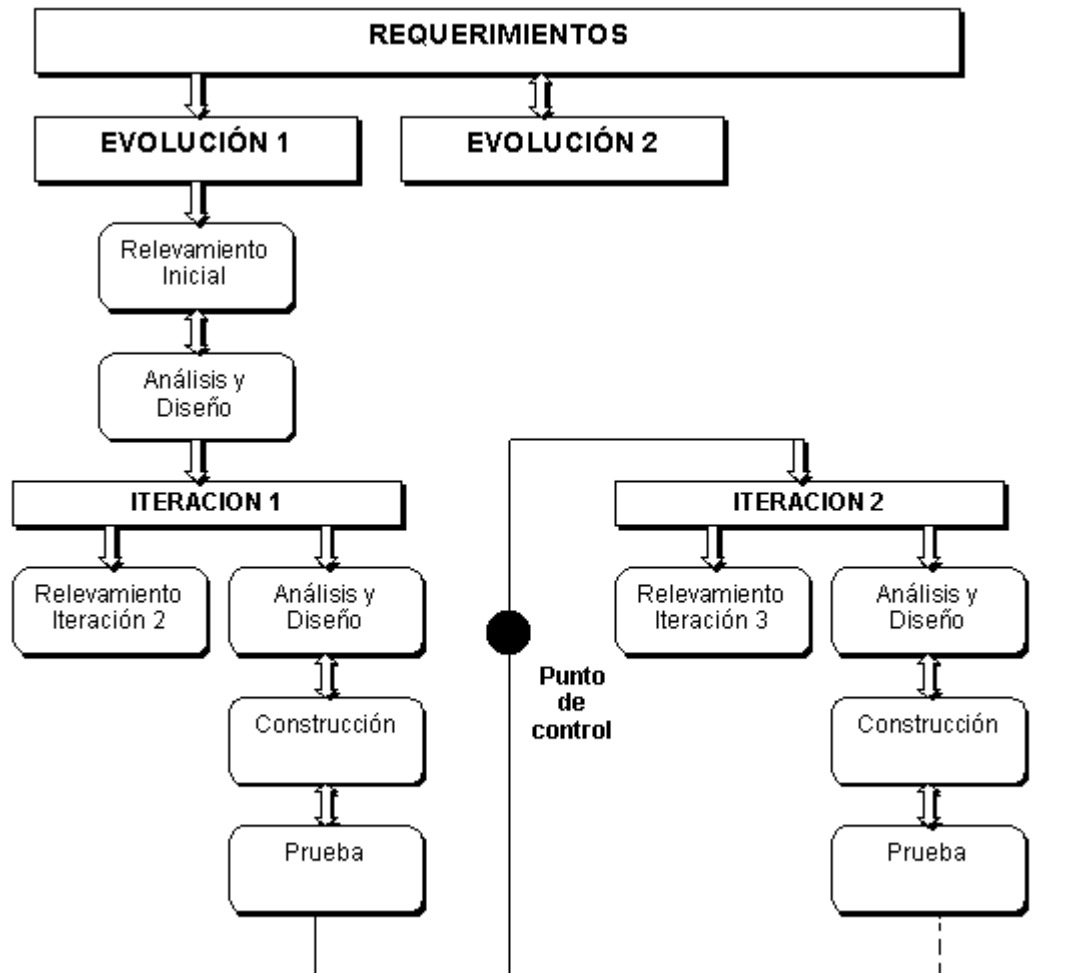 REQUERIMIENTOS
EVOLUCIÓN 1
EVOLUCIÓN 2
Relevamiento
Inicial
Análisis y
Diseño
ITERACION 1
ITERACION 2
Relevamiento
Iteración 2
Análisis y
Diseño
Relevamiento
Iteración 3
Análisis y
Diseño
Punto
de
control
Construcción
Construcción
Prueba
Prueba